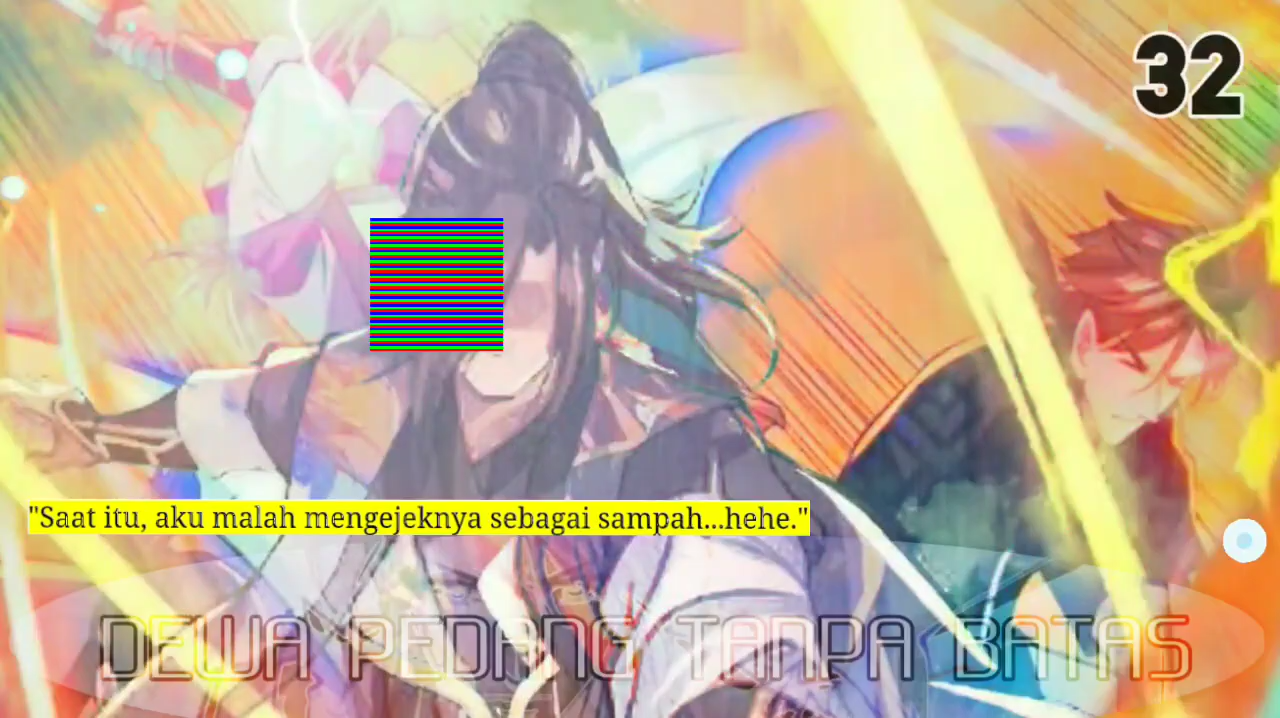 32
"Saat itu, aku malah mengejeknya sebagai sampah...hehe."
DEWA PEDANG TANPA BATAS